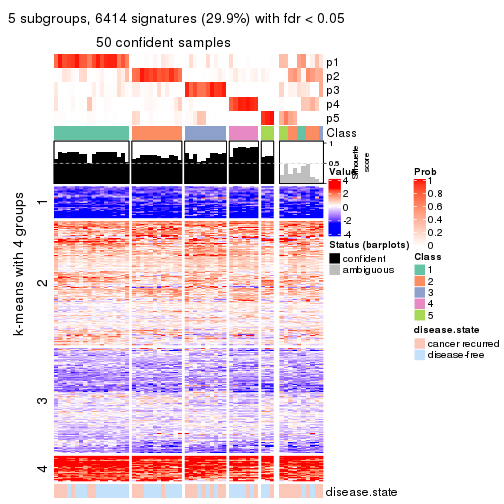 5 subgroups, 6414 signatures (29.9%) with fdr < 0.05
50 confident samples
p1
p2
p3
p4
p5
Class
1
0.5
0
Silhouette
score
k-means with 4 groups
1
2
3
4
disease.state
Value
4
2
0
-2
-4
Status (barplots)
confident
ambiguous
Prob
1
0.8
0.6
0.4
0.2
0
Class
1
2
3
4
5
disease.state
cancer recurred
disease-free